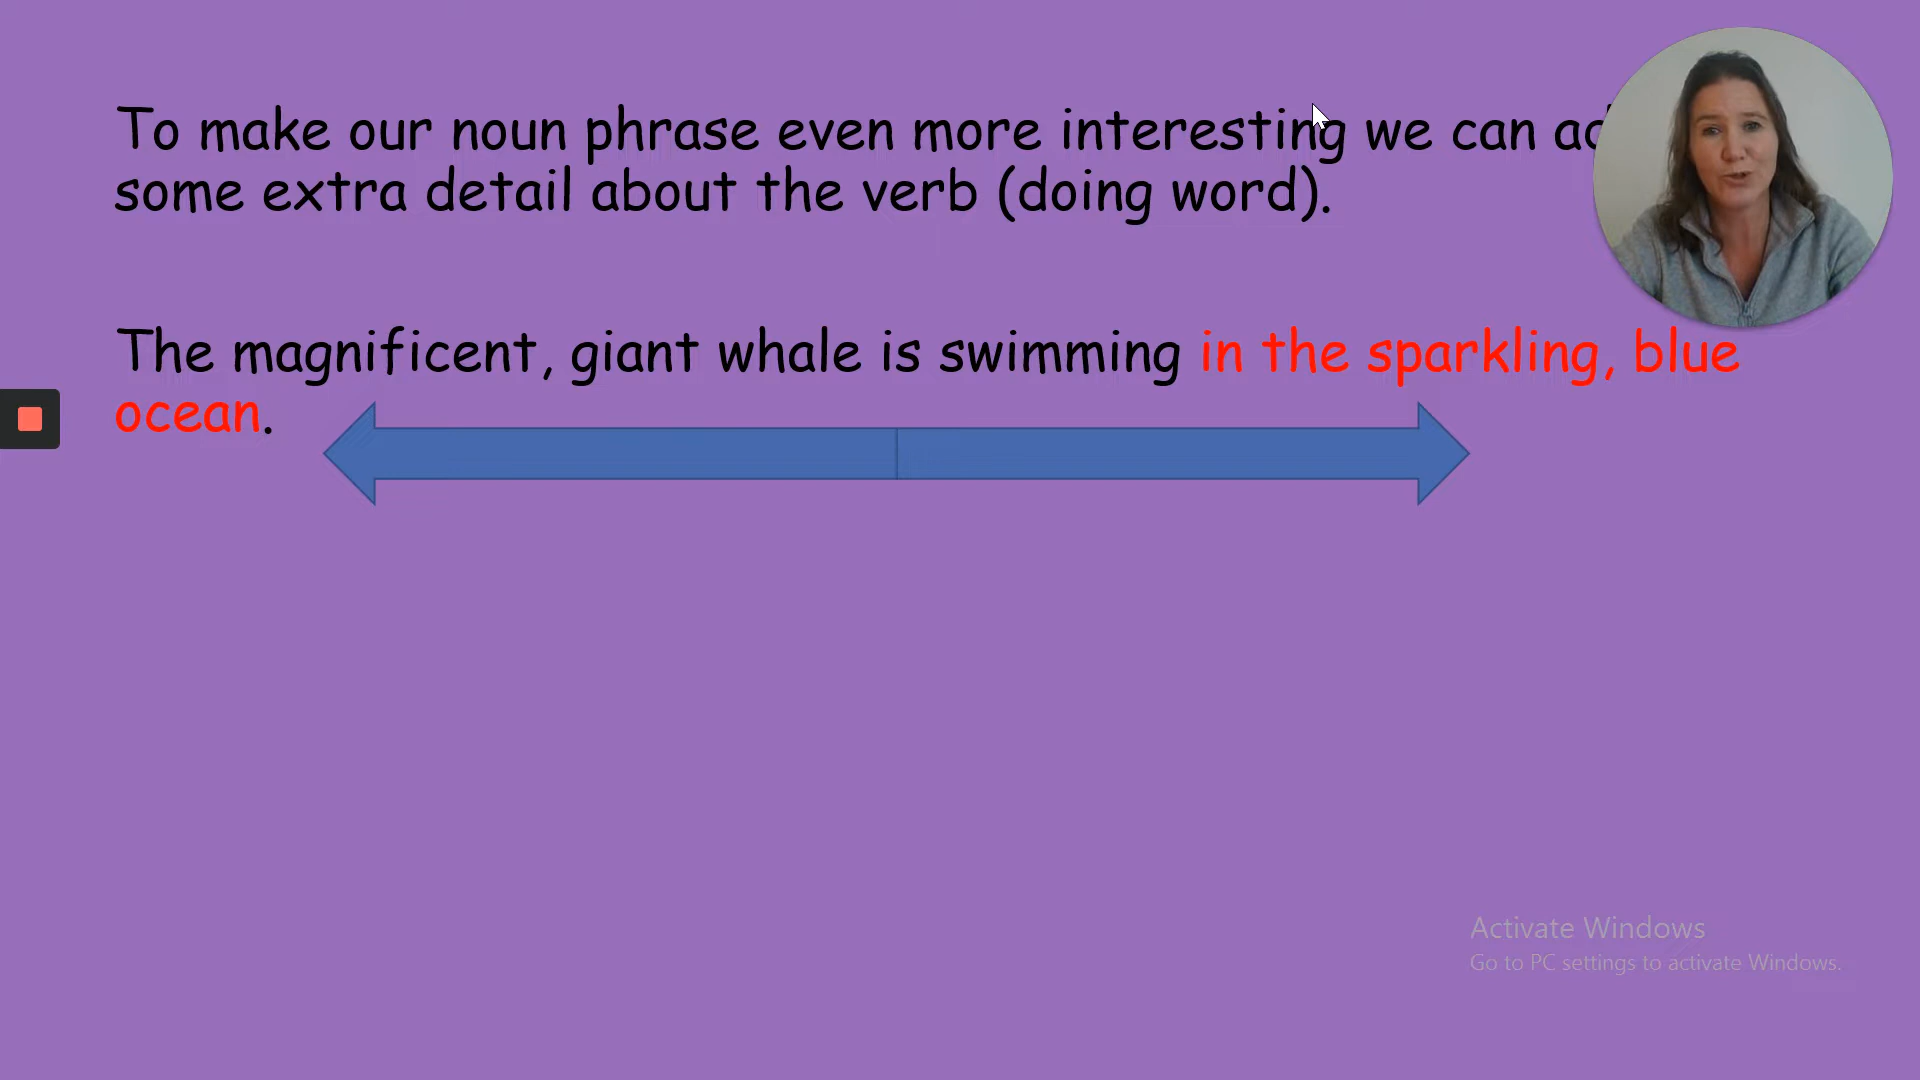 To make our noun phrase even more interesting we can
some extra detail about the verb (doing word).
The magnificent, giant whale is swimming in the sparkling, blue
ocean.
Activate Windows
Go to PC settings to activate Windows.